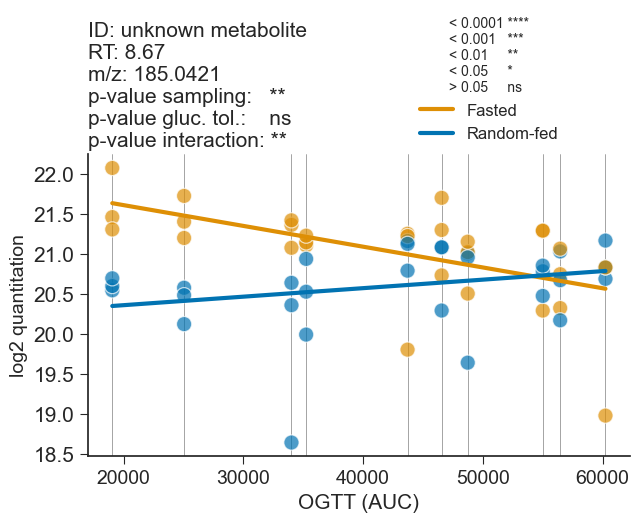 ID: unknown metabolite
RT: 8.67
m/z: 185.0421
p-value sampling: **
p-value gluc. tol.: ns
p-value interaction: **
< 0.0001 ****
< 0.001 ***
< 0.01 **
< 0.05 *
> 0.05 ns
Fasted
Random-fed
log2 quantitation
22.0
21.5
21.0
20.5
20.0
19.5
19.0
18.5
20000 30000 40000 50000 60000
OGTT (AUC)